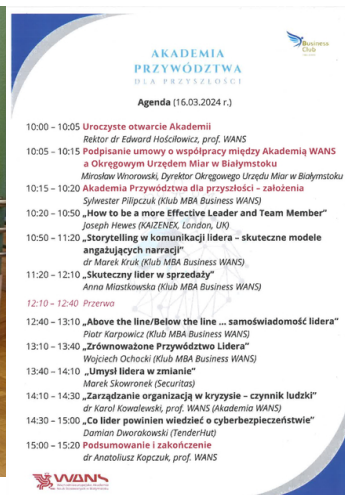 Business
Club
AKADEMIA
PRZYWÓDZTWA
DLA PRZYSZŁOŚCI
Agenda (16.03.2024 r.)
10:00 – 10:05 Uroczyste otwarcie Akademii
Rektor dr Edward Hościłowicz, prof. WANS
10:05 – 10:15 Podpisanie umowy o współpracy między Akademią WANS
a Okręgowym Urzędem Miar w Białymstoku
Mirosław Wnorowski, Dyrektor Okręgowego Urzędu Miar w Białymstoku
10:15 – 10:20 Akademia Przywództwa dla przyszłości – założenia
Sylwester Pilipczuk (Klub MBA Business WANS)
10:20 – 10:50 „How to be a more Effective Leader and Team Member”
Joseph Hewes (KAIZENEX, London, UK)
10:50 – 11:20 „Storytelling w komunikacji lidera – skuteczne modele
angażujących narracji”
dr Marek Kruk (Klub MBA Business WANS)
11:20 – 12:10 „Skuteczny lider w sprzedaży”
Anna Miastkowska (Klub MBA Business WANS)
12:10 – 12:40 Przerwa
12:40 – 13:10 „Above the line/Below the line ... samoświadomość lidera”
Piotr Karpowicz (Klub MBA Business WANS)
13:10 – 13:40 „Zrównoważone Przywództwo Lidera”
Wojciech Ochocki (Klub MBA Business WANS)
13:40 – 14:10 „Umysł lidera w zmianie”
Marek Skowronek (Securitas)
14:10 – 14:30 „Zarządzanie organizacją w kryzysie – czynnik ludzki”
dr Karol Kowalewski, prof. WANS (Akademia WANS)
14:30 – 15:00 „Co lider powinien wiedzieć o cyberbezpieczeństwie”
Damian Dworakowski (TenderHut)
15:00 – 15:20 Podsumowanie i zakończenie
dr Anatoliusz Kopczuk, prof. WANS
WANS